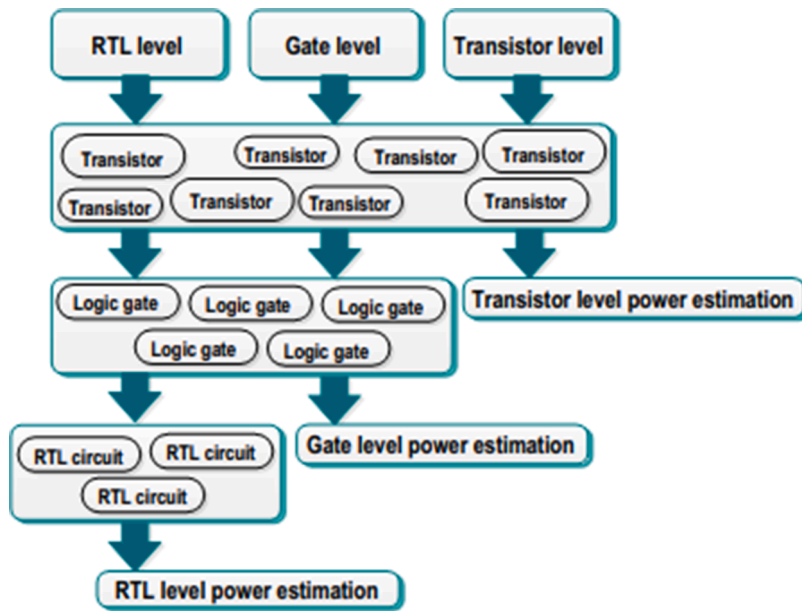 RTL level
Gate level
Transistor level
Transistor
Transistor
Transistor
Transistor
Transistor
Transistor
Transistor
Transistor
Logic gate
Logic gate
Logic gate
Transistor level power estimation
Logic gate
Logic gate
RTL circuit
RTL circuit
Gate level power estimation
RTL circuit
RTL level power estimation